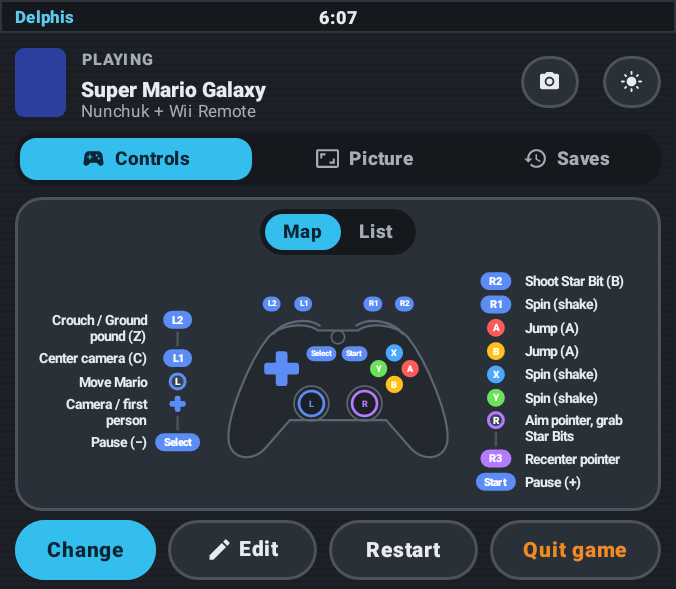 Delphis
6:07
PLAYING
Super Mario Galaxy
Nunchuk + Wii Remote
Controls
Picture
Saves
Map
List
Crouch / Ground
pound (Z)
L2
Center camera (C)
L1
Move Mario
L
Camera / first
person
Pause (−)
Select
L2
L1
R1
R2
Select
Start
X
Y
A
B
L
R
R2
Shoot Star Bit (B)
R1
Spin (shake)
A
Jump (A)
B
Jump (A)
X
Spin (shake)
Y
Spin (shake)
R
Aim pointer, grab
Star Bits
R3
Recenter pointer
Start
Pause (+)
Change
Edit
Restart
Quit game